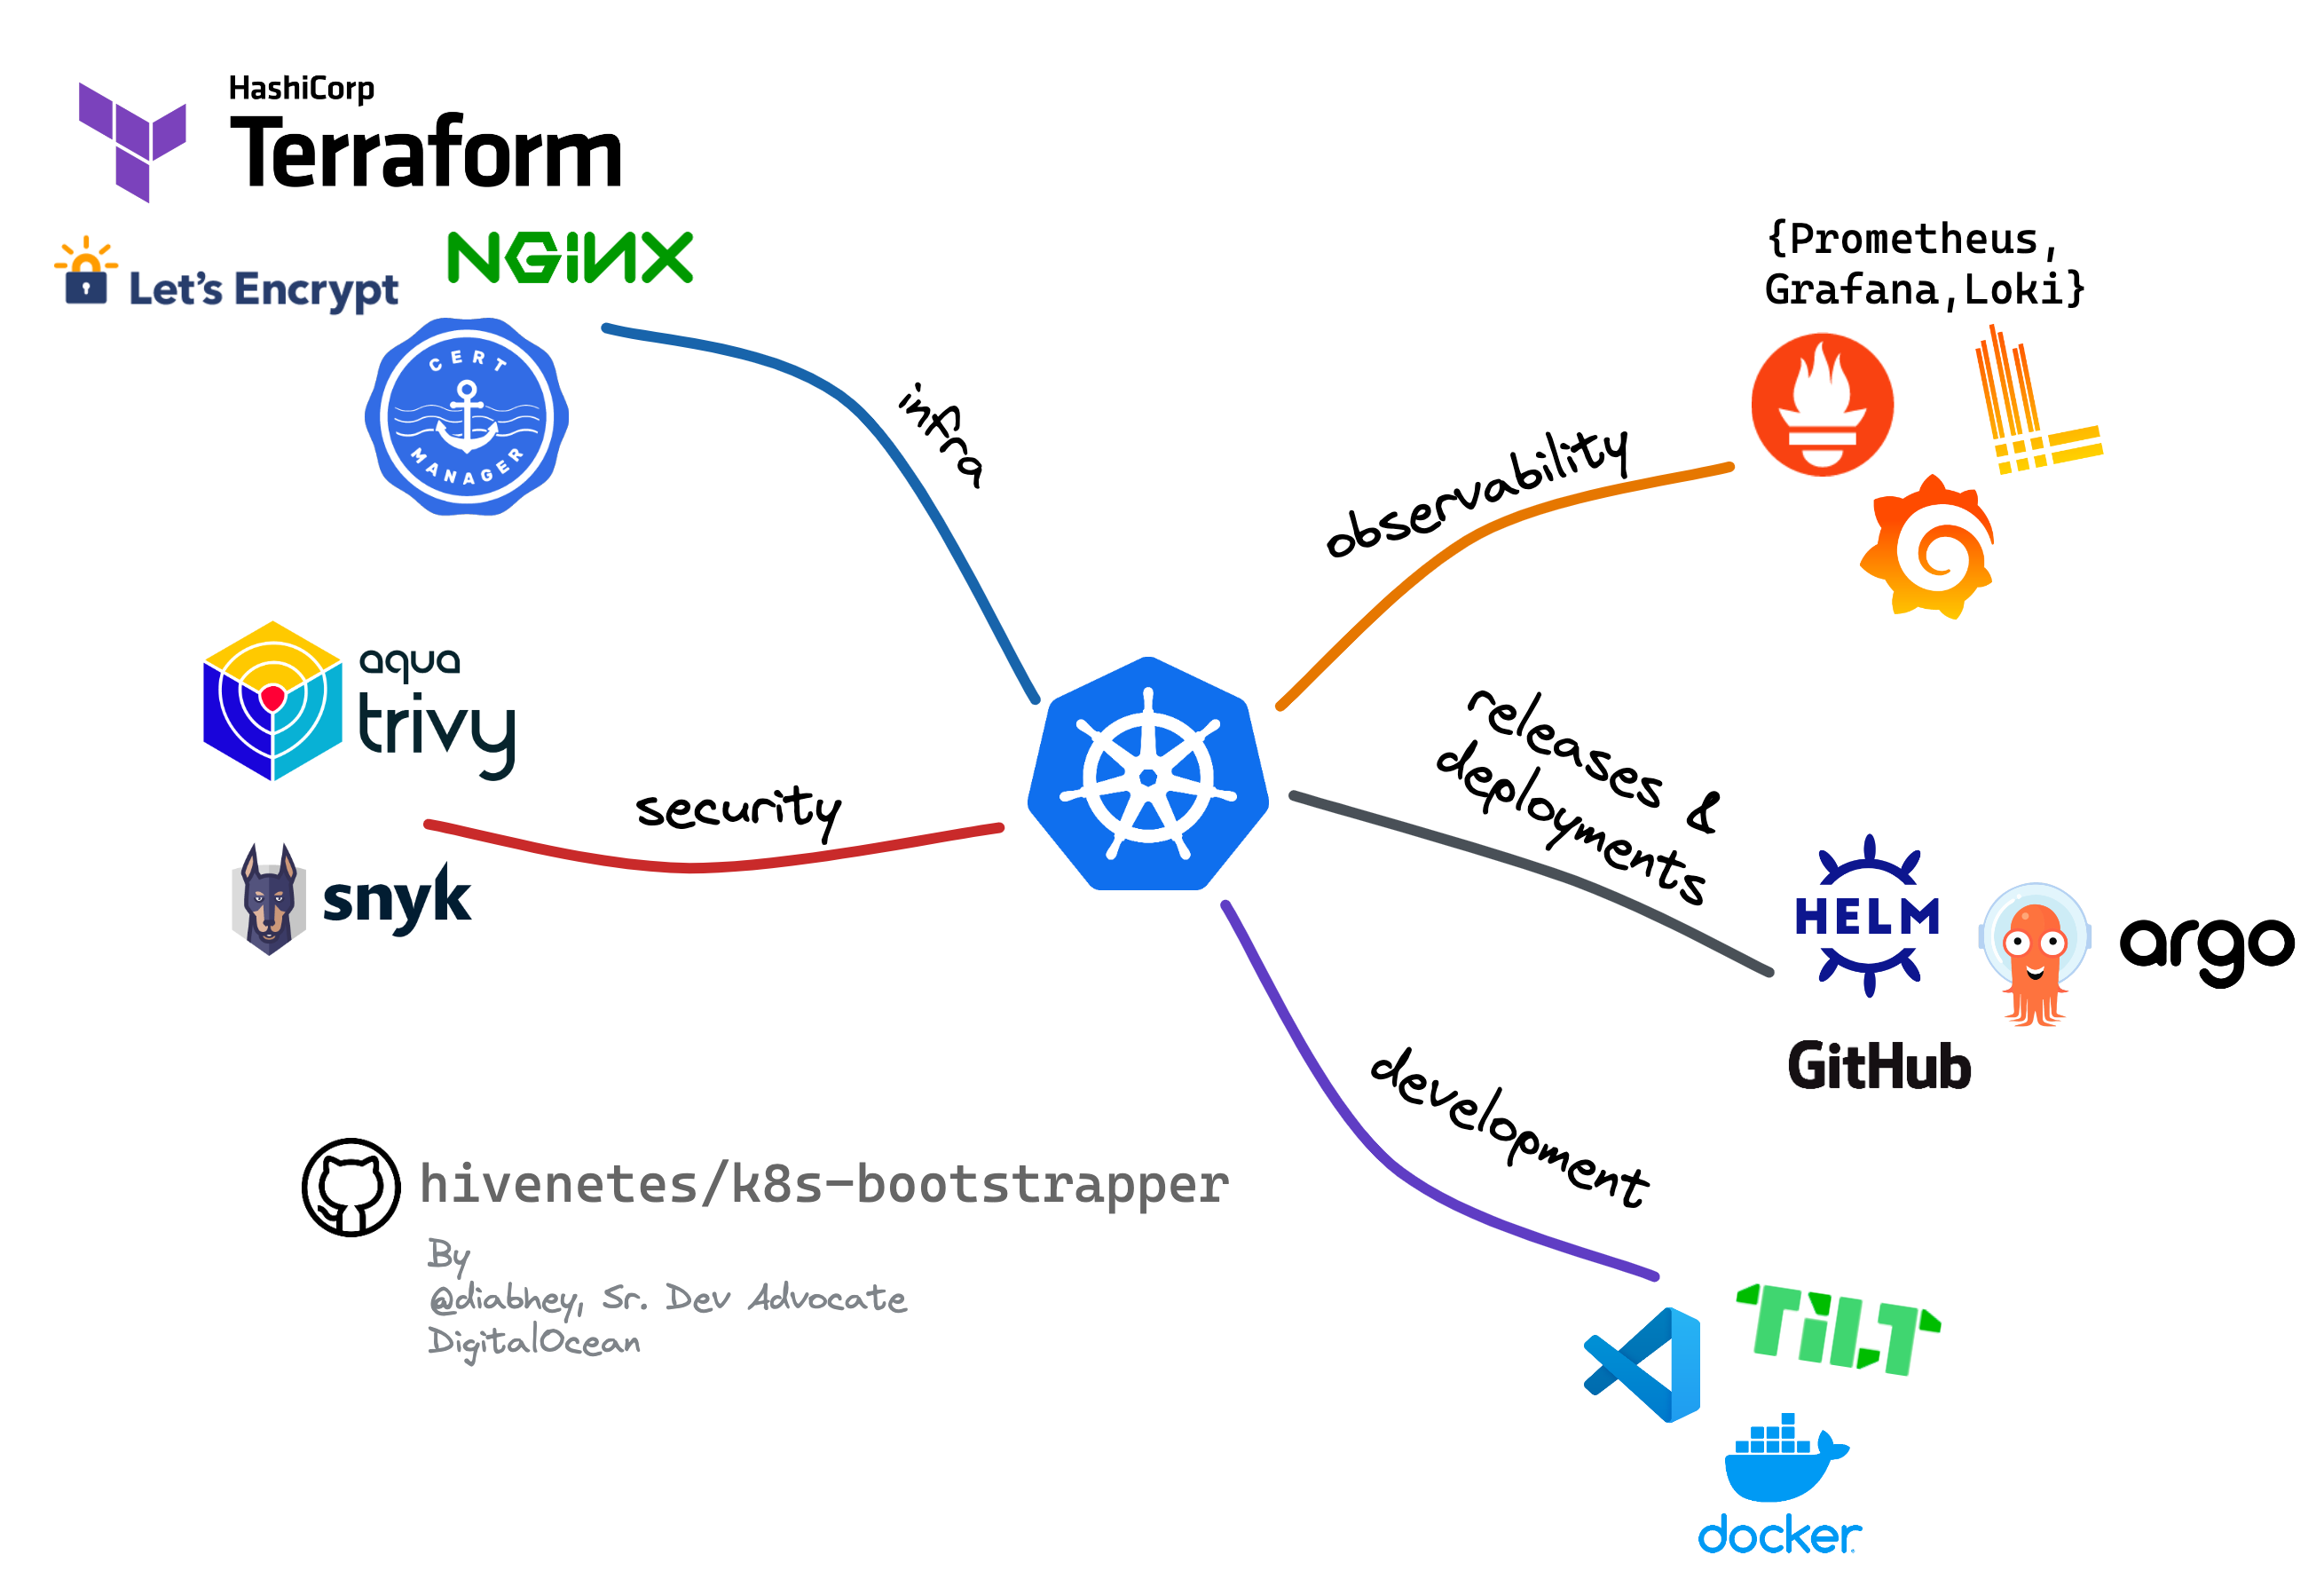 HashiCorp
Terraform
Let's Encrypt
NGINX
CERT
MANAGER
infra
{Prometheus,
Grafana,Loki}
observability
aqua
trivy
security
snyk
releases &
deployments
HELM
argo
GitHub
development
hivenetes/k8s-bootstrapper
By
@diabhey, Sr. Dev Advocate
DigitalOcean
TiLT
docker